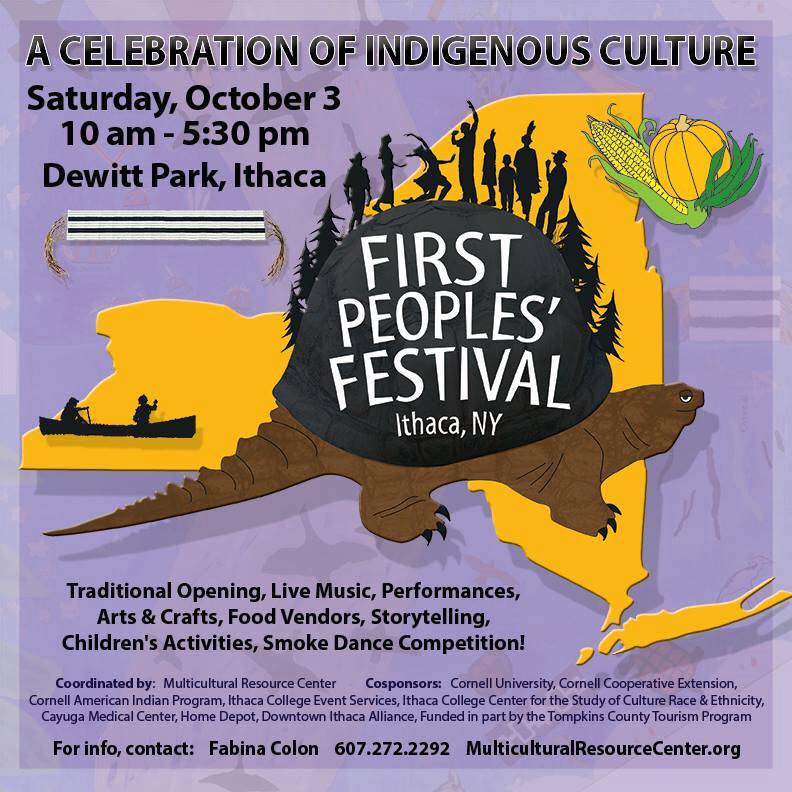 A CELEBRATION OF INDIGENOUS CULTURE
Saturday, October 3
10 am - 5:30 pm
Dewitt Park, Ithaca
FIRST
PEOPLES'
FESTIVAL
Ithaca, NY
Traditional Opening, Live Music, Performances,
Arts & Crafts, Food Vendors, Storytelling,
Children's Activities, Smoke Dance Competition!
Coordinated by: Multicultural Resource Center Cosponsors: Cornell University, Cornell Cooperative Extension,
Cornell American Indian Program, Ithaca College Event Services, Ithaca College Center for the Study of Culture Race & Ethnicity,
Cayuga Medical Center, Home Depot, Downtown Ithaca Alliance, Funded in part by the Tompkins County Tourism Program
For info, contact: Fabina Colon 607.272.2292 MulticulturalResourceCenter.org